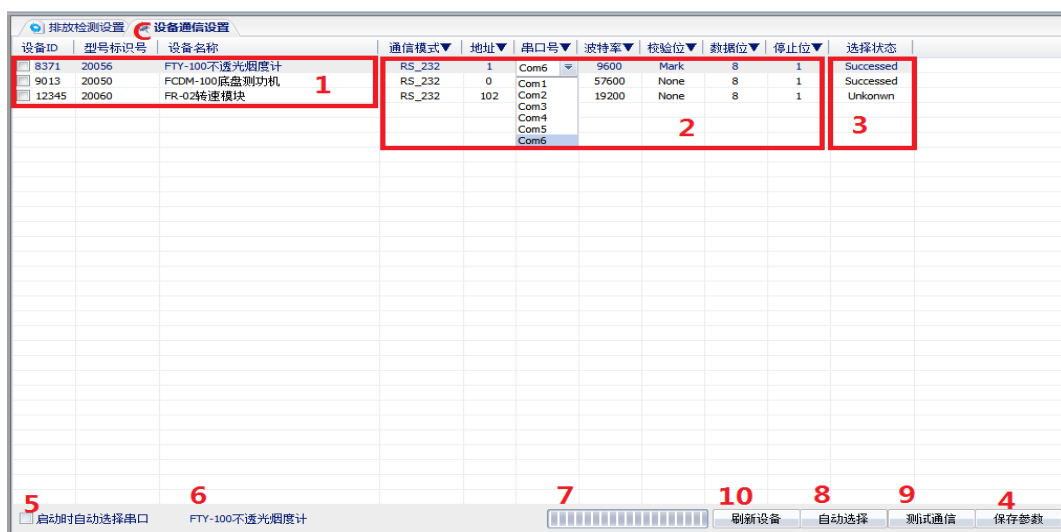 排放检测设置 C 设备通信设置
设备ID 型号标识号 设备名称 通信模式▼ 地址▼ 串口号▼ 波特率▼ 校验位▼ 数据位▼ 停止位▼ 选择状态
8371 20056 FTY-100不透光烟度计 RS_232 1 Com6 9600 Mark 8 1 Successed
9013 20050 FCDM-100底盘测功机 1 RS_232 0 Com1 57600 None 8 1 Successed
12345 20060 FR-02转速模块 RS_232 102 Com2 19200 None 8 1 Unkonwn
Com3
Com4
Com5 2 3
Com6
5 6 7 10 8 9 4
启动时自动选择串口 FTY-100不透光烟度计 刷新设备 自动选择 测试通信 保存参数